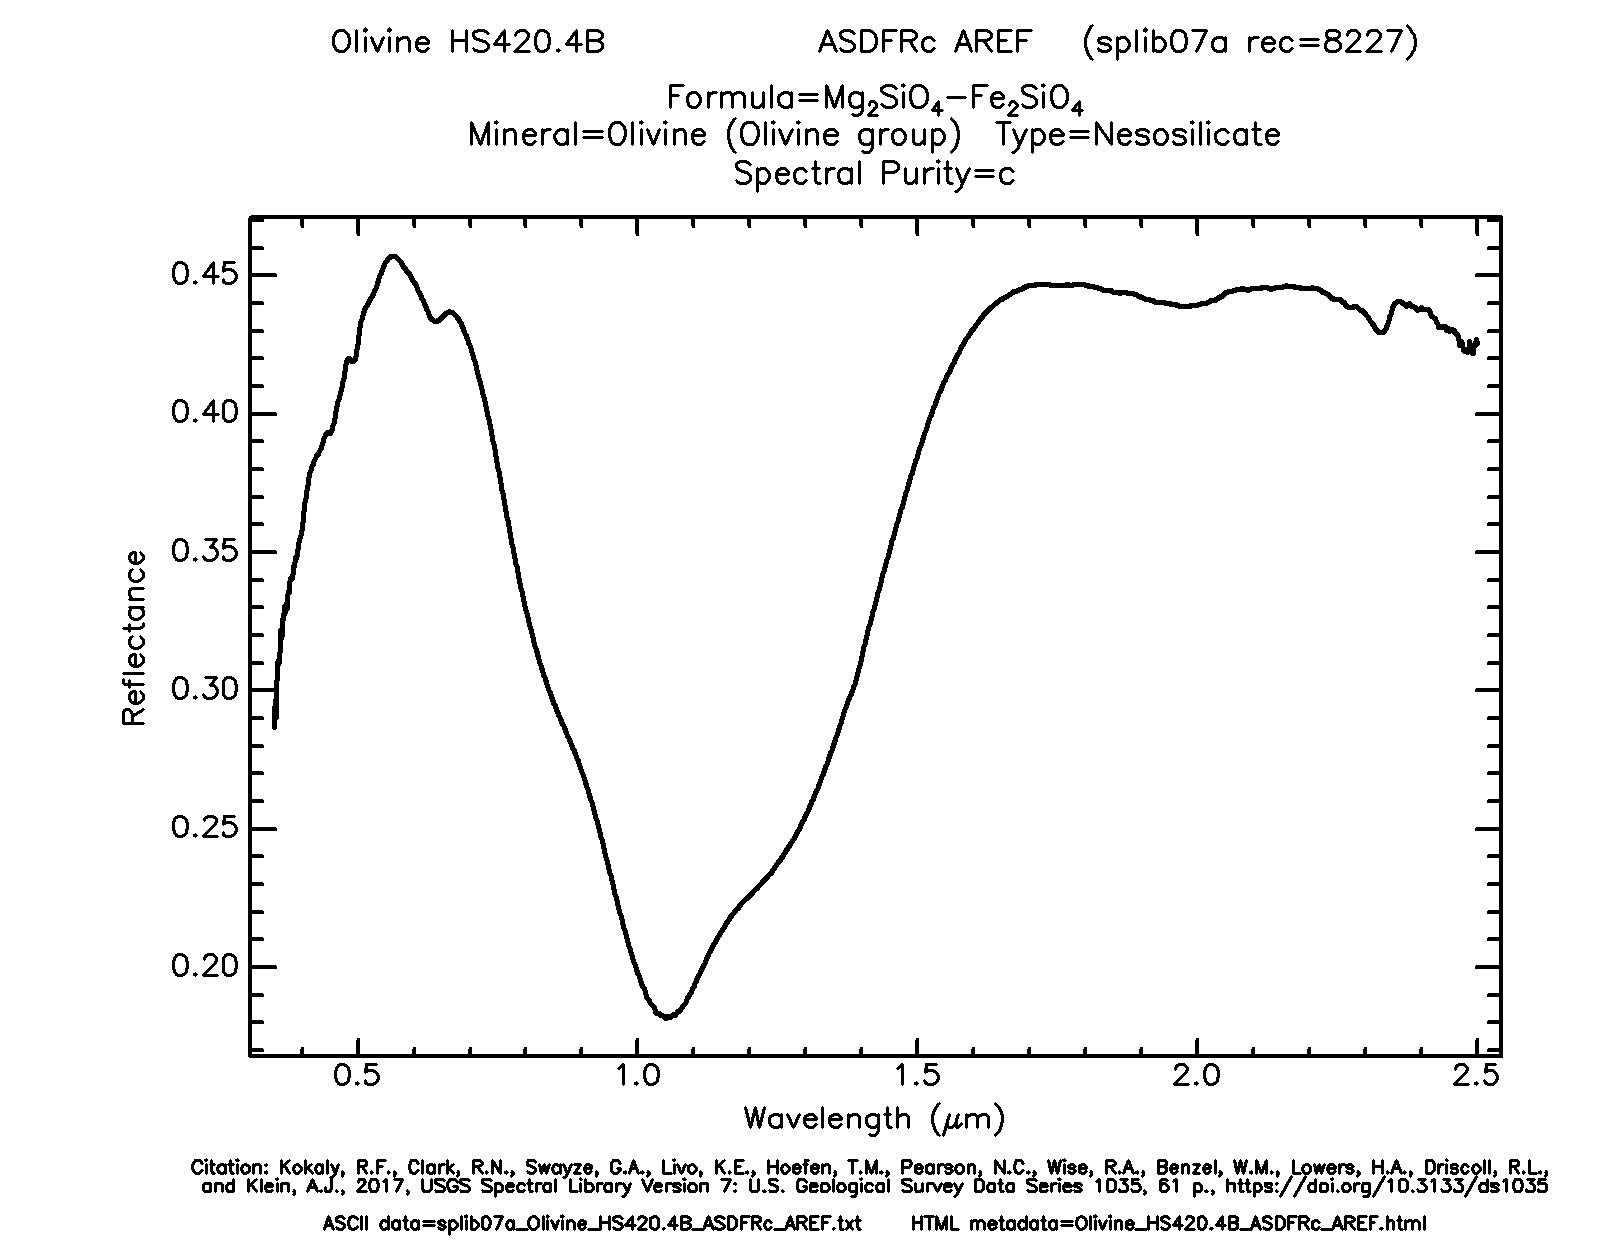 Olivine HS420.4B ASDFRc AREF (splib07a rec=8227)
Formula=Mg₂SiO₄-Fe₂SiO₄
Mineral=Olivine (Olivine group) Type=Nesosilicate
Spectral Purity=c
0.45
0.40
0.35
0.30
0.25
0.20
Reflectance
0.5 1.0 1.5 2.0 2.5
Wavelength (μm)
Citation: Kokaly, R.F., Clark, R.N., Swayze, G.A., Livo, K.E., Hoefen, T.M., Pearson, N.C., Wise, R.A., Benzel, W.M., Lowers, H.A., Driscoll, R.L.,
and Klein, A.J., 2017, USGS Spectral Library Version 7: U.S. Geological Survey Data Series 1035, 61 p., https://doi.org/10.3133/ds1035
ASCII data=splib07a_Olivine_HS420.4B_ASDFRc_AREF.txt HTML metadata=Olivine_HS420.4B_ASDFRc_AREF.html